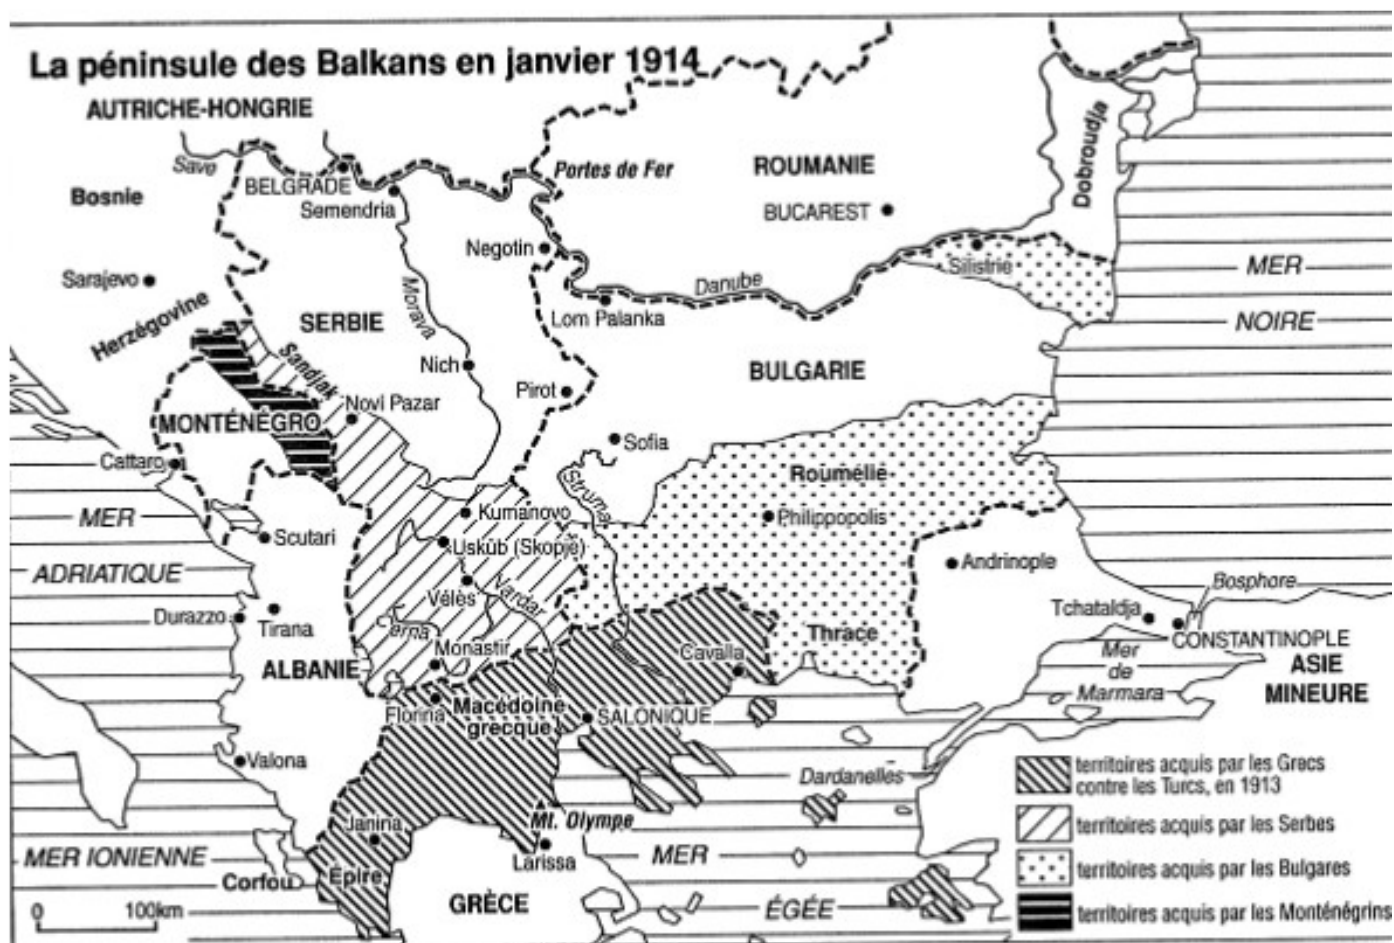 La péninsule des Balkans en janvier 1914
AUTRICHE-HONGRIE
Save
Bosnie
BELGRADE
Semendria
Portes de Fer
ROUMANIE
BUCAREST
Dobroudja
Negotin
Sarajevo
Herzégovine
SERBIE
Morava
Danube
Silistrie
MER
NOIRE
Lom Palanka
Sandjak
Nich
Pirot
BULGARIE
Novi Pazar
MONTÉNÉGRO
Cattaro
Sofia
Struma
Roumélie
MER
ADRIATIQUE
Scutari
Kumanovo
Philippopolis
Usküb (Skopje)
Andrinople
Vélès
Vardar
Bosphore
Durazzo
Tirana
Cerna
Monastir
Thrace
Tchataldja
CONSTANTINOPLE
ALBANIE
Cavalla
Mer
de
Marmara
ASIE
MINEURE
Florina
Macédoine
grecque
SALONIQUE
Valona
Dardanelles
territoires acquis par les Grecs
contre les Turcs, en 1913
Janina
Mt. Olympe
territoires acquis par les Serbes
MER IONIENNE
Corfou
Épire
Larissa
MER
territoires acquis par les Bulgares
GRÈCE
ÉGÉE
territoires acquis par les Monténégrins
0 100km